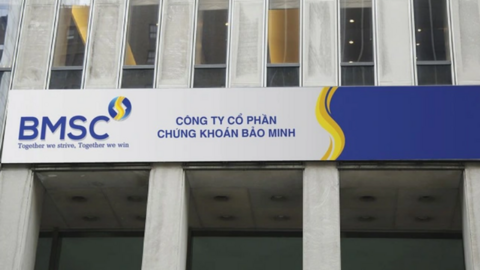 BMSC
Together we strive, Together we win
CÔNG TY CỔ PHẦN
CHỨNG KHOÁN BẢO MINH